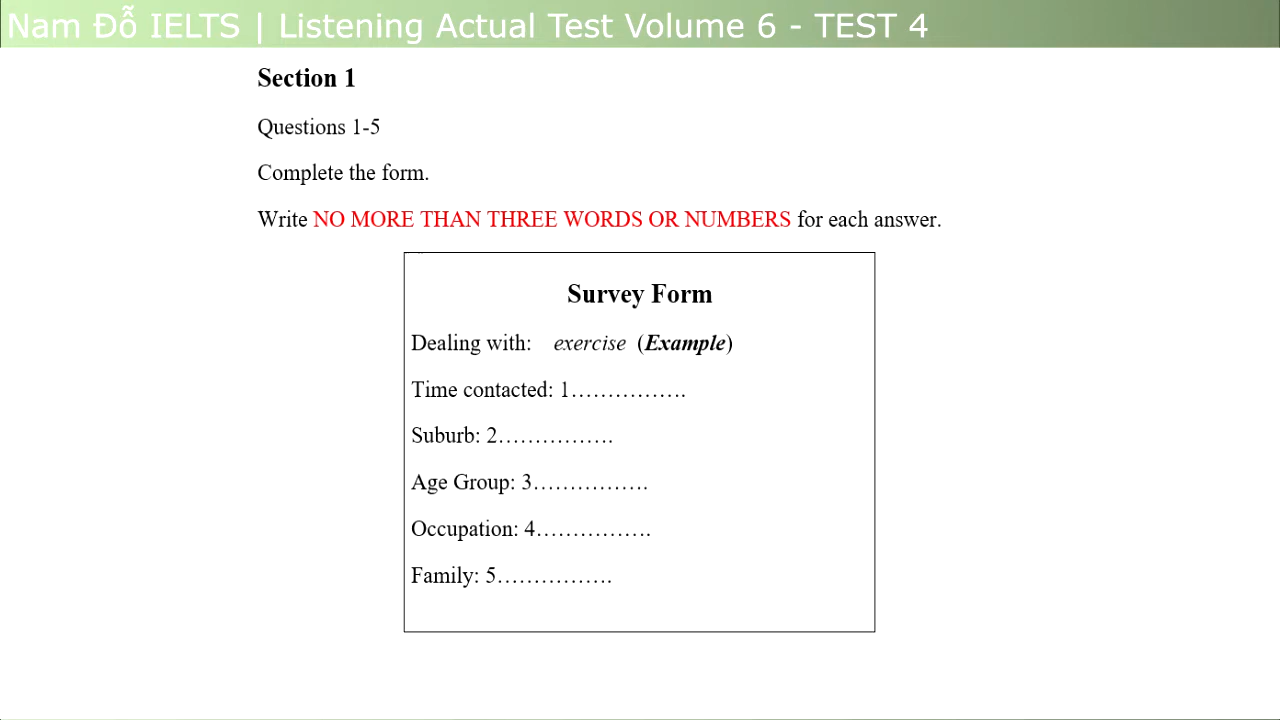 Nam Đỗ IELTS | Listening Actual Test Volume 6 - TEST 4
Section 1
Questions 1-5
Complete the form.
Write NO MORE THAN THREE WORDS OR NUMBERS for each answer.
Survey Form
Dealing with: exercise (Example)
Time contacted: 1…………….
Suburb: 2…………….
Age Group: 3…………….
Occupation: 4…………….
Family: 5…………….